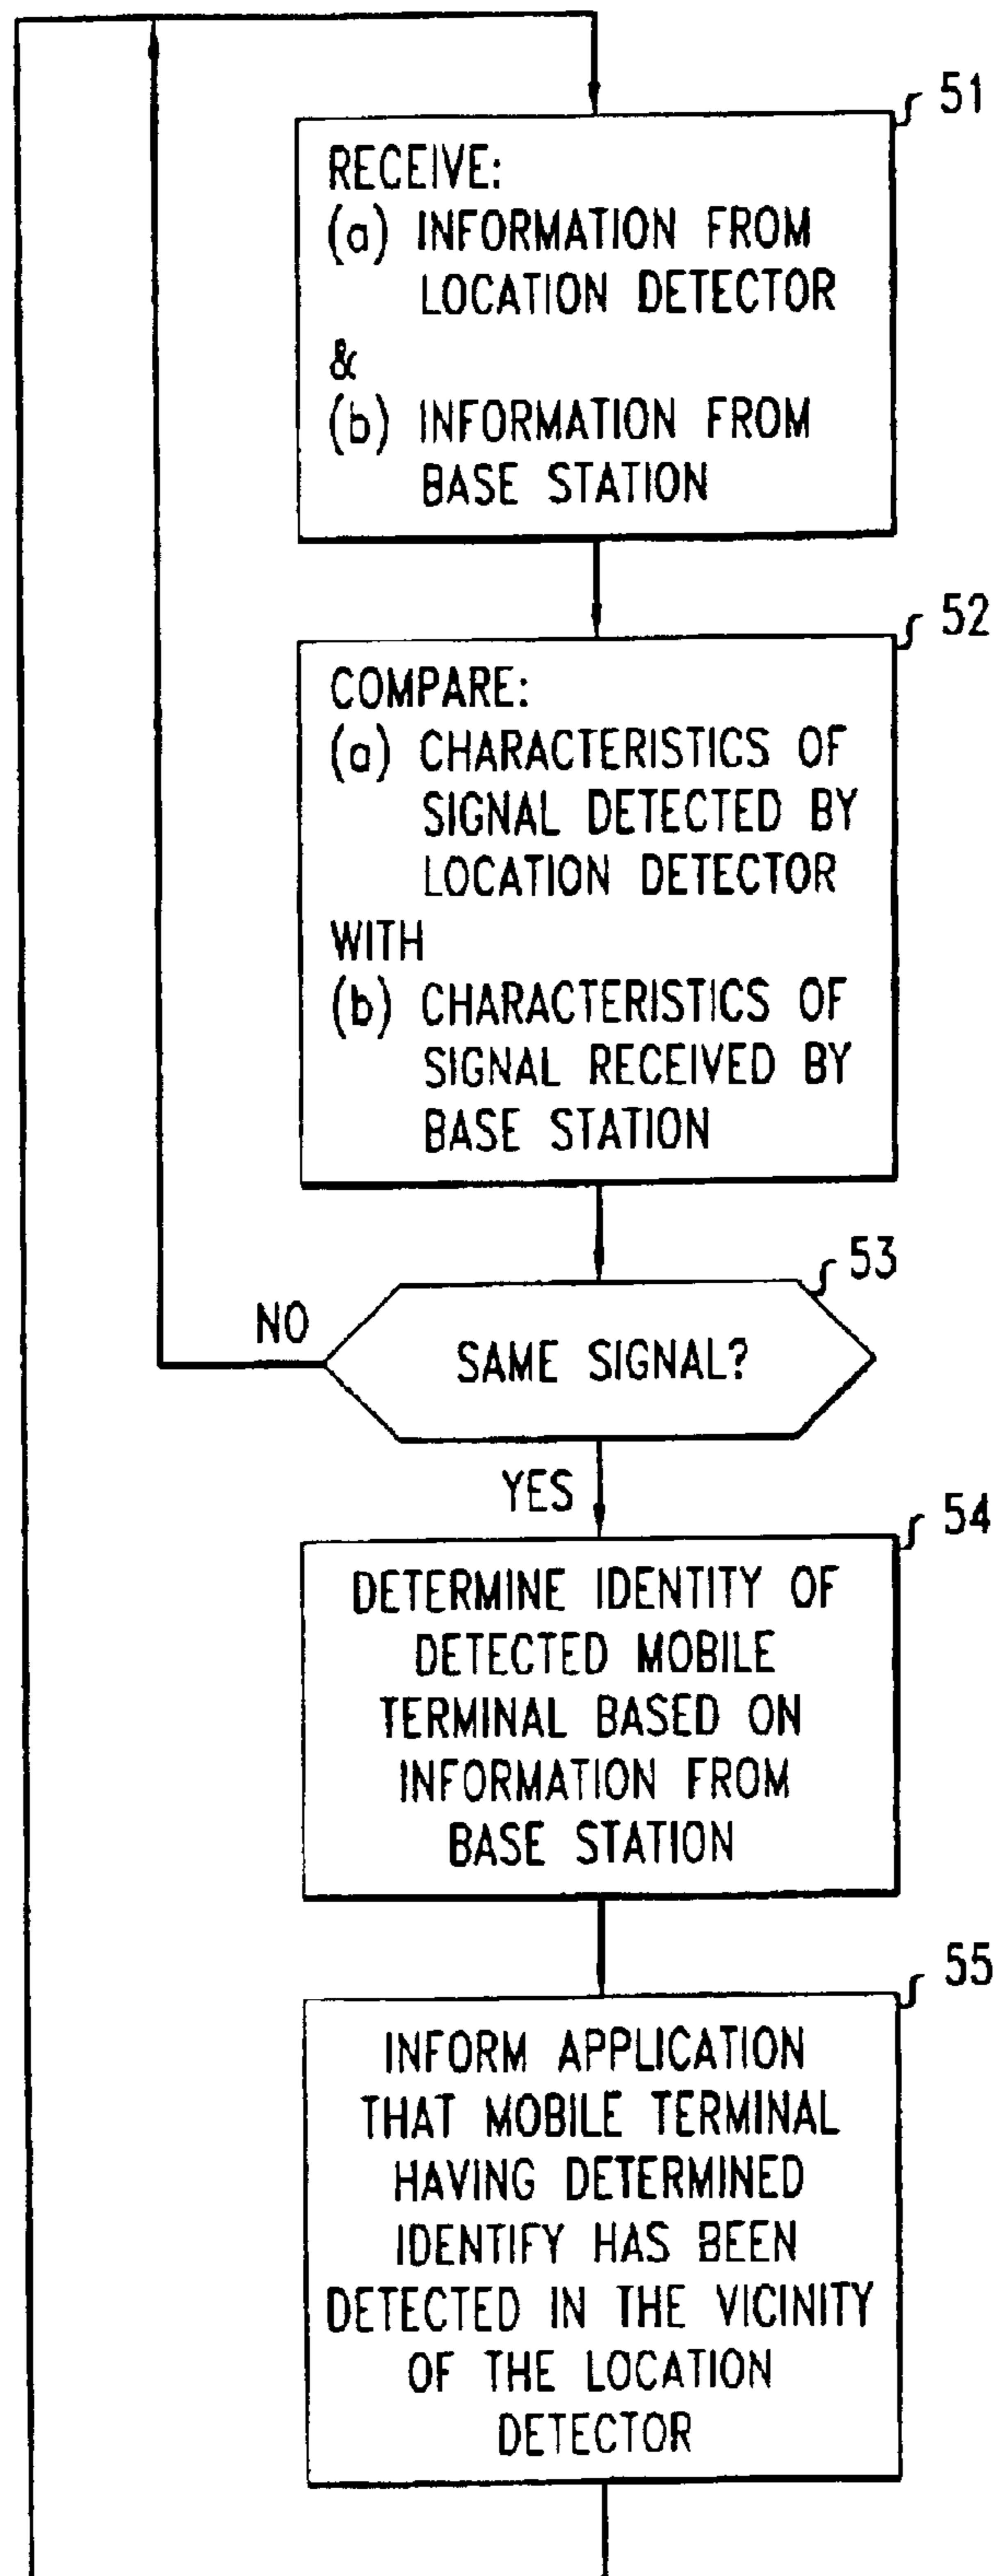 51
RECEIVE:
(a) INFORMATION FROM
LOCATION DETECTOR
&
(b) INFORMATION FROM
BASE STATION
52
COMPARE:
(a) CHARACTERISTICS OF
SIGNAL DETECTED BY
LOCATION DETECTOR
WITH
(b) CHARACTERISTICS OF
SIGNAL RECEIVED BY
BASE STATION
53
NO
SAME SIGNAL?
YES
54
DETERMINE IDENTITY OF
DETECTED MOBILE
TERMINAL BASED ON
INFORMATION FROM
BASE STATION
55
INFORM APPLICATION
THAT MOBILE TERMINAL
HAVING DETERMINED
IDENTIFY HAS BEEN
DETECTED IN THE VICINITY
OF THE LOCATION
DETECTOR